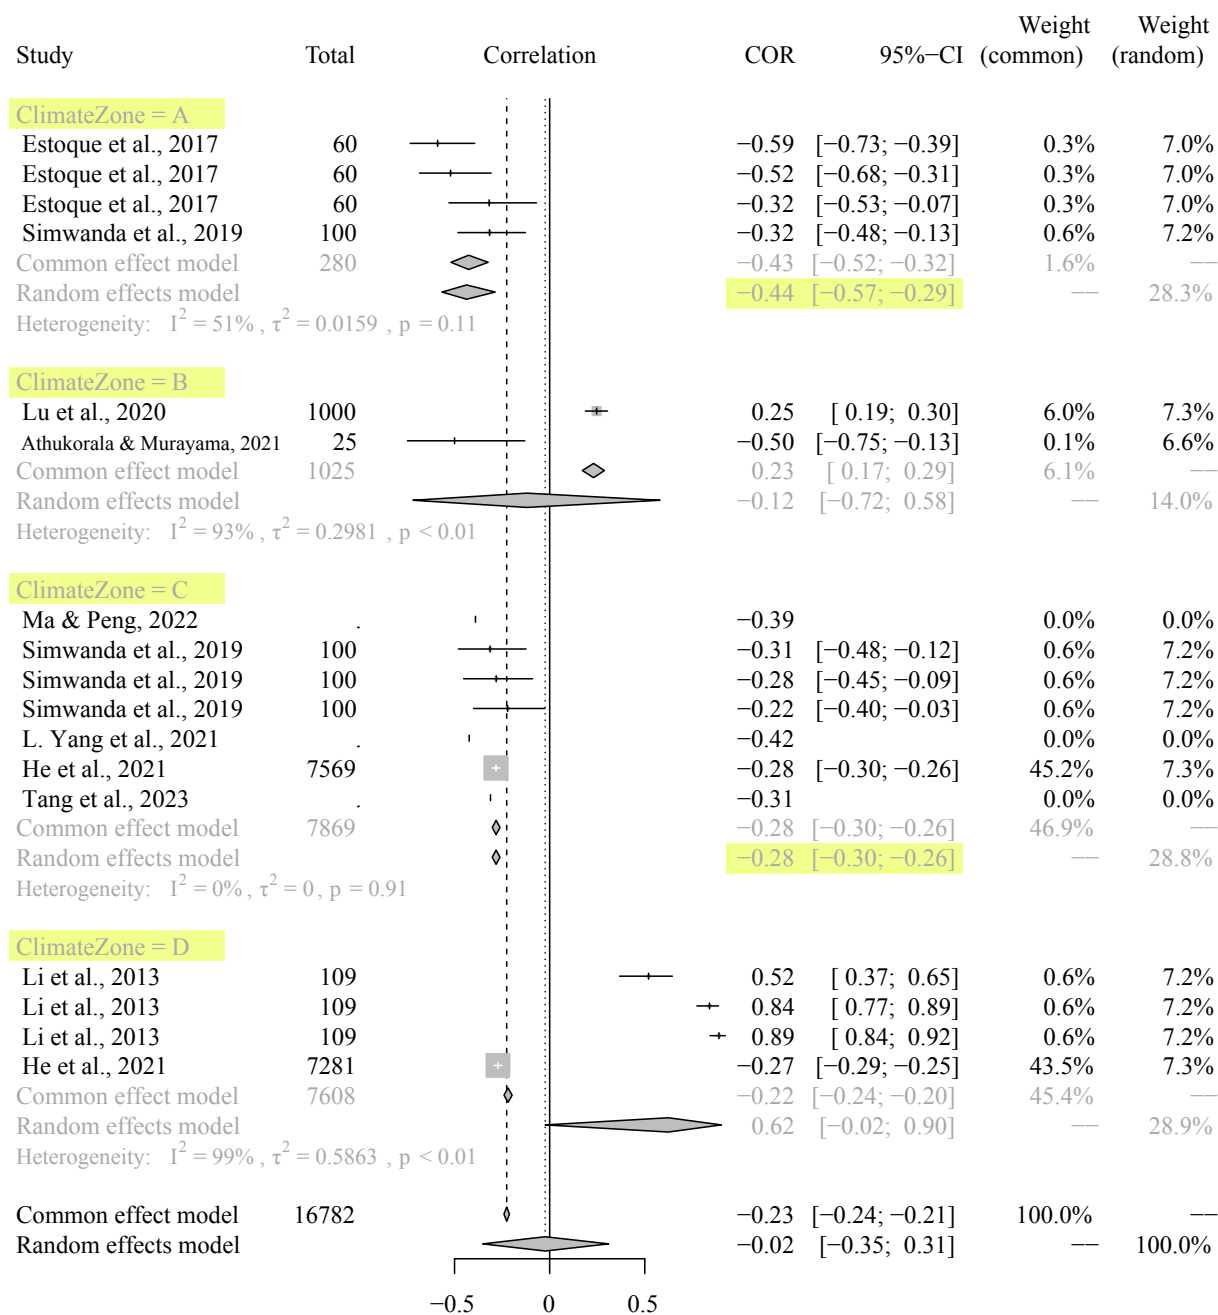 Study Total Correlation COR 95%−CI Weight (common) Weight (random)
ClimateZone = A
Estoque et al., 2017 60 −0.59 [−0.73; −0.39] 0.3% 7.0%
Estoque et al., 2017 60 −0.52 [−0.68; −0.31] 0.3% 7.0%
Estoque et al., 2017 60 −0.32 [−0.53; −0.07] 0.3% 7.0%
Simwanda et al., 2019 100 −0.32 [−0.48; −0.13] 0.6% 7.2%
Common effect model 280 −0.43 [−0.52; −0.32] 1.6% −−
Random effects model −0.44 [−0.57; −0.29] −− 28.3%
Heterogeneity: I² = 51%, τ² = 0.0159, p = 0.11
ClimateZone = B
Lu et al., 2020 1000 0.25 [ 0.19; 0.30] 6.0% 7.3%
Athukorala & Murayama, 2021 25 −0.50 [−0.75; −0.13] 0.1% 6.6%
Common effect model 1025 0.23 [ 0.17; 0.29] 6.1% −−
Random effects model −0.12 [−0.72; 0.58] −− 14.0%
Heterogeneity: I² = 93%, τ² = 0.2981, p < 0.01
ClimateZone = C
Ma & Peng, 2022 . −0.39 0.0% 0.0%
Simwanda et al., 2019 100 −0.31 [−0.48; −0.12] 0.6% 7.2%
Simwanda et al., 2019 100 −0.28 [−0.45; −0.09] 0.6% 7.2%
Simwanda et al., 2019 100 −0.22 [−0.40; −0.03] 0.6% 7.2%
L. Yang et al., 2021 . −0.42 0.0% 0.0%
He et al., 2021 7569 −0.28 [−0.30; −0.26] 45.2% 7.3%
Tang et al., 2023 . −0.31 0.0% 0.0%
Common effect model 7869 −0.28 [−0.30; −0.26] 46.9% −−
Random effects model −0.28 [−0.30; −0.26] −− 28.8%
Heterogeneity: I² = 0%, τ² = 0, p = 0.91
ClimateZone = D
Li et al., 2013 109 0.52 [ 0.37; 0.65] 0.6% 7.2%
Li et al., 2013 109 0.84 [ 0.77; 0.89] 0.6% 7.2%
Li et al., 2013 109 0.89 [ 0.84; 0.92] 0.6% 7.2%
He et al., 2021 7281 −0.27 [−0.29; −0.25] 43.5% 7.3%
Common effect model 7608 −0.22 [−0.24; −0.20] 45.4% −−
Random effects model 0.62 [−0.02; 0.90] −− 28.9%
Heterogeneity: I² = 99%, τ² = 0.5863, p < 0.01
Common effect model 16782 −0.23 [−0.24; −0.21] 100.0% −−
Random effects model −0.02 [−0.35; 0.31] −− 100.0%
−0.5 0 0.5